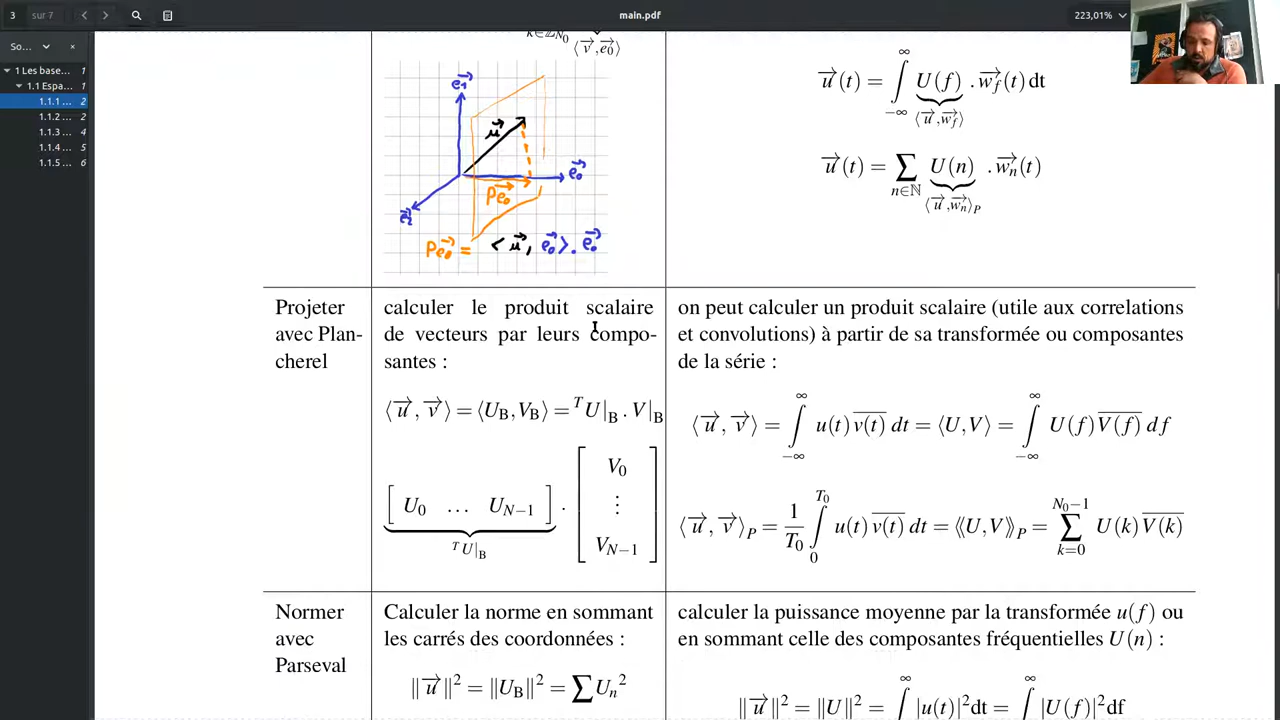 3 sur 7 main.pdf 223,01%
So...
1 Les base... 1
1.1 Espa... 1
1.1.1 ... 2
1.1.2 ... 2
1.1.3 ... 4
1.1.4 ... 5
1.1.5 ... 6
⟨v⃗,e⃗₀⟩
e⃗₁
u⃗
e⃗₀
Pe⃗₀
e⃗₂
Pe⃗₀ = < u⃗, e⃗₀ >. e⃗₀
u⃗(t) = ∫_{−∞}^{∞} U(f) . w⃗_f(t) dt
⟨u⃗,w⃗_f⟩
u⃗(t) = ∑_{n∈ℕ} U(n) . w⃗_n(t)
⟨u⃗,w⃗_n⟩_P
Projeter
avec Plan-
cherel
calculer le produit scalaire
de vecteurs par leurs compo-
santes :
⟨u⃗, v⃗⟩ = ⟨U_B, V_B⟩ = ^T U|_B . V|_B
[ U₀ ... U_{N−1} ] · [ V₀ ⋮ V_{N−1} ]
^T U|_B
on peut calculer un produit scalaire (utile aux correlations
et convolutions) à partir de sa transformée ou composantes
de la série :
⟨u⃗, v⃗⟩ = ∫_{−∞}^{∞} u(t) \overline{v(t)} dt = ⟨U,V⟩ = ∫_{−∞}^{∞} U(f) \overline{V(f)} df
⟨u⃗, v⃗⟩_P = 1/T₀ ∫_0^{T₀} u(t) \overline{v(t)} dt = ⟪U,V⟫_P = ∑_{k=0}^{N₀−1} U(k) \overline{V(k)}
Normer
avec
Parseval
Calculer la norme en sommant
les carrés des coordonnées :
‖u⃗‖² = ‖U_B‖² = ∑ U_n²
calculer la puissance moyenne par la transformée u(f) ou
en sommant celle des composantes fréquentielles U(n) :
‖u⃗‖² = ‖U‖² = ∫^{∞} |u(t)|² dt = ∫^{∞} |U(f)|² df